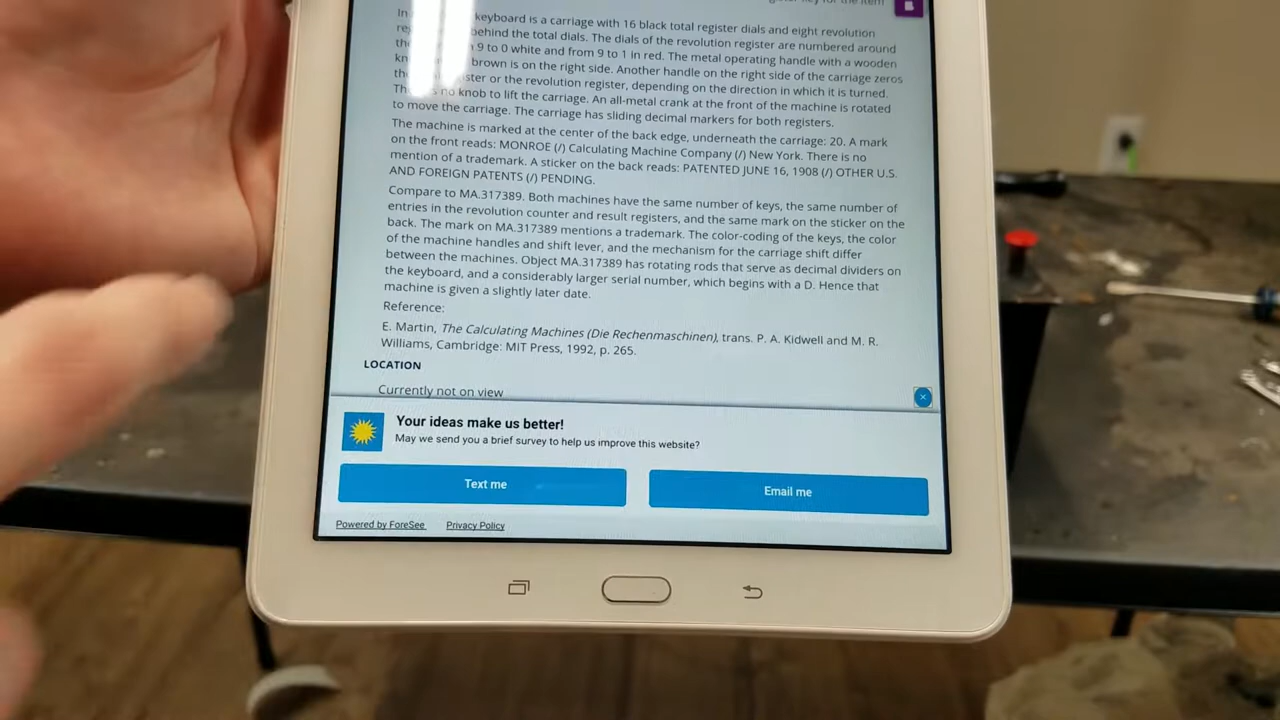 key for the item
In keyboard is a carriage with 16 black total register dials and eight revolution
behind the total dials. The dials of the revolution register are numbered around
9 to 0 white and from 9 to 1 in red. The metal operating handle with a wooden
brown is on the right side. Another handle on the right side of the carriage zeros
or the revolution register, depending on the direction in which it is turned.
no knob to lift the carriage. An all-metal crank at the front of the machine is rotated
to move the carriage. The carriage has sliding decimal markers for both registers.
The machine is marked at the center of the back edge, underneath the carriage: 20. A mark
on the front reads: MONROE (/) Calculating Machine Company (/) New York. There is no
mention of a trademark. A sticker on the back reads: PATENTED JUNE 16, 1908 (/) OTHER U.S.
AND FOREIGN PATENTS (/) PENDING.
Compare to MA.317389. Both machines have the same number of keys, the same number of
entries in the revolution counter and result registers, and the same mark on the sticker on the
back. The mark on MA.317389 mentions a trademark. The color-coding of the keys, the color
of the machine handles and shift lever, and the mechanism for the carriage shift differ
between the machines. Object MA.317389 has rotating rods that serve as decimal dividers on
the keyboard, and a considerably larger serial number, which begins with a D. Hence that
machine is given a slightly later date.
Reference:
E. Martin, The Calculating Machines (Die Rechenmaschinen), trans. P. A. Kidwell and M. R.
Williams, Cambridge: MIT Press, 1992, p. 265.
LOCATION
Currently not on view
Your ideas make us better!
May we send you a brief survey to help us improve this website?
Text me
Email me
Powered by ForeSee
Privacy Policy